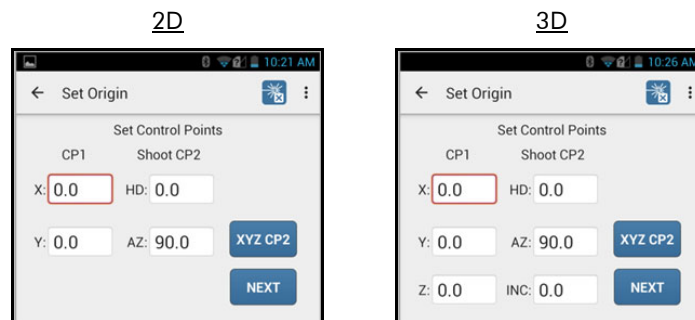 2D
10:21 AM
Set Origin
Set Control Points
CP1 Shoot CP2
X: 0.0 HD: 0.0
Y: 0.0 AZ: 90.0 XYZ CP2
NEXT
3D
10:26 AM
Set Origin
Set Control Points
CP1 Shoot CP2
X: 0.0 HD: 0.0
Y: 0.0 AZ: 90.0 XYZ CP2
Z: 0.0 INC: 0.0 NEXT